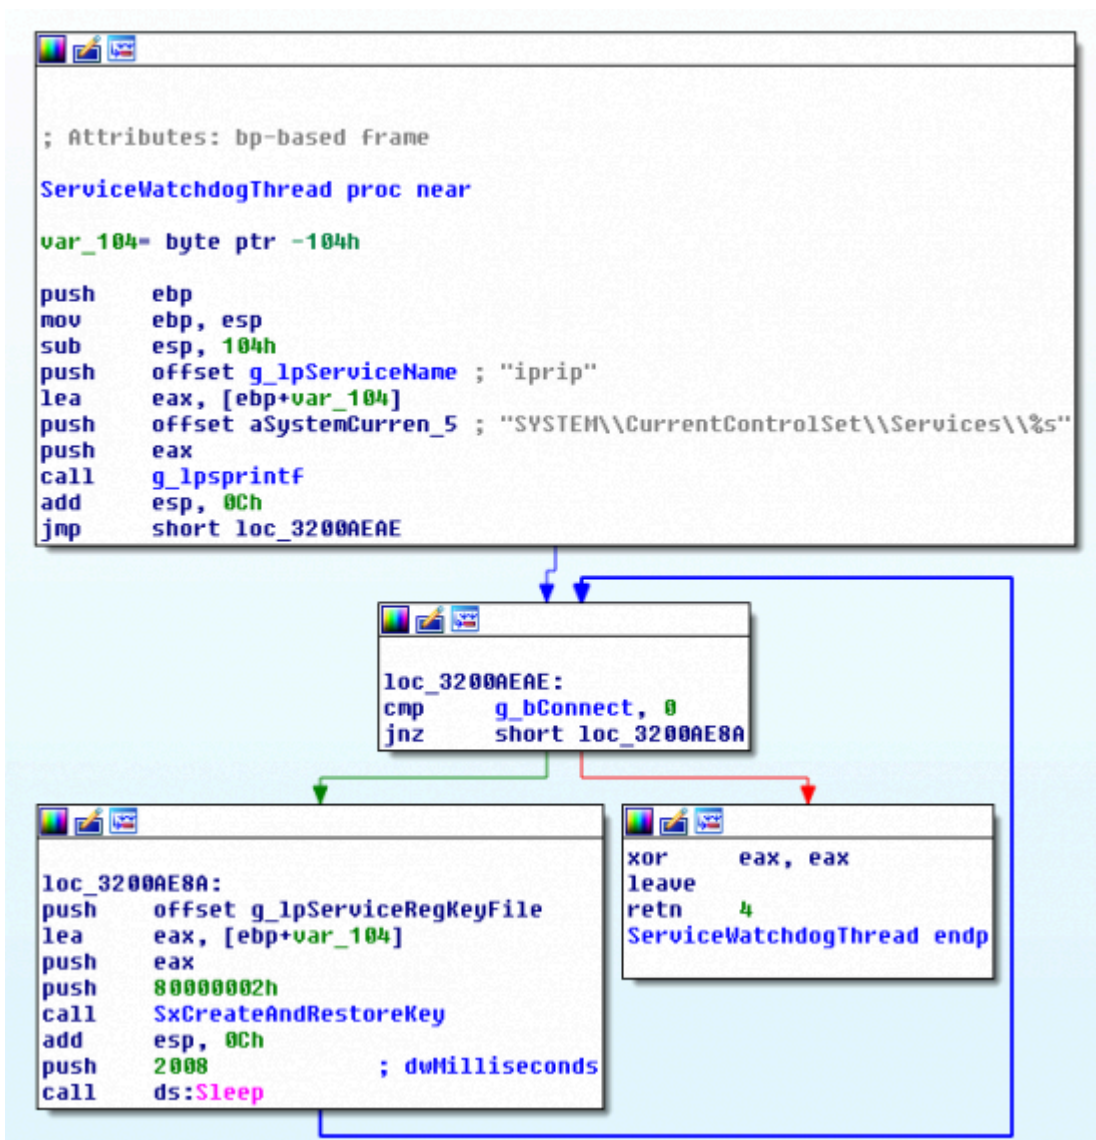 ; Attributes: bp-based frame
ServiceWatchdogThread proc near
var_104= byte ptr -104h
push ebp
mov ebp, esp
sub esp, 104h
push offset g_lpServiceName ; "iprip"
lea eax, [ebp+var_104]
push offset aSystemCurren_5 ; "SYSTEM\\CurrentControlSet\\Services\\%s"
push eax
call g_lpsprintf
add esp, 0Ch
jmp short loc_3200AEAE
loc_3200AEAE:
cmp g_bConnect, 0
jnz short loc_3200AE8A
loc_3200AE8A:
push offset g_lpServiceRegKeyFile
lea eax, [ebp+var_104]
push eax
push 80000002h
call SxCreateAndRestoreKey
add esp, 0Ch
push 2008 ; dwMilliseconds
call ds:Sleep
xor eax, eax
leave
retn 4
ServiceWatchdogThread endp